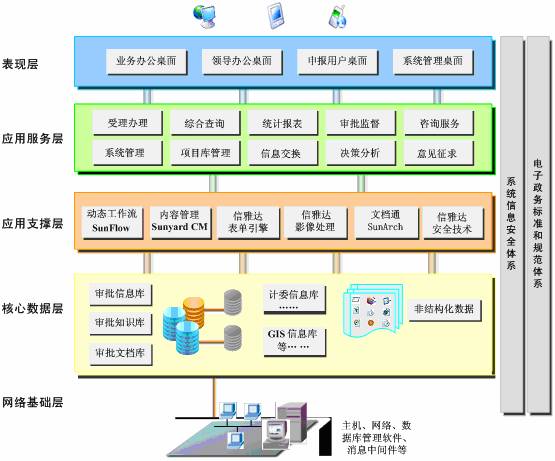 表现层
业务办公桌面
领导办公桌面
申报用户桌面
系统管理桌面
应用服务层
受理办理
综合查询
统计报表
审批监督
咨询服务
系统管理
项目库管理
信息交换
决策分析
意见征求
应用支撑层
动态工作流
SunFlow
内容管理
Sunyard CM
信雅达
表单引擎
信雅达
影像处理
文档通
SunArch
信雅达
安全技术
核心数据层
审批信息库
审批知识库
审批文档库
计委信息库
……
GIS 信息库
等……
非结构化数据
网络基础层
主机、网络、数
据库管理软件、
消息中间件等
系统信息安全体系
电子政务标准和规范体系